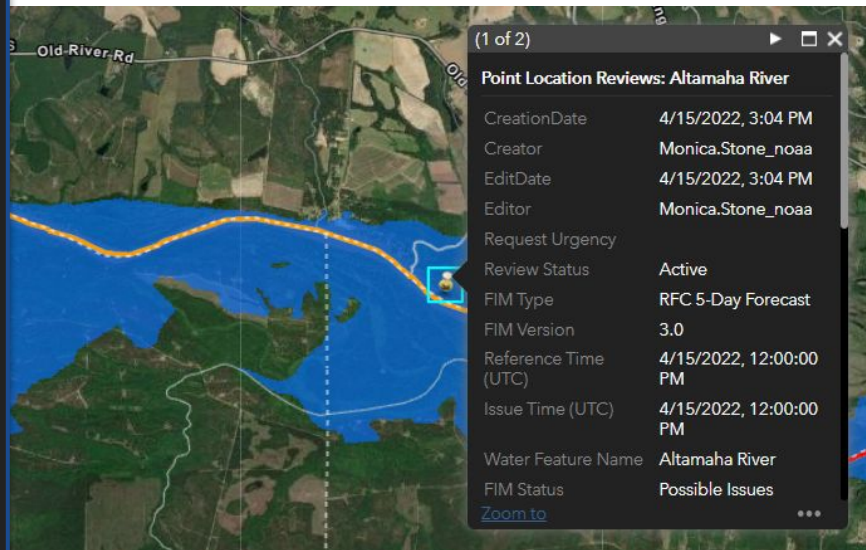 Old River Rd
Old
ng
(1 of 2)
Point Location Reviews: Altamaha River
CreationDate 4/15/2022, 3:04 PM
Creator Monica.Stone_noaa
EditDate 4/15/2022, 3:04 PM
Editor Monica.Stone_noaa
Request Urgency
Review Status Active
FIM Type RFC 5-Day Forecast
FIM Version 3.0
Reference Time 4/15/2022, 12:00:00
(UTC) PM
Issue Time (UTC) 4/15/2022, 12:00:00
PM
Water Feature Name Altamaha River
FIM Status Possible Issues
Zoom to